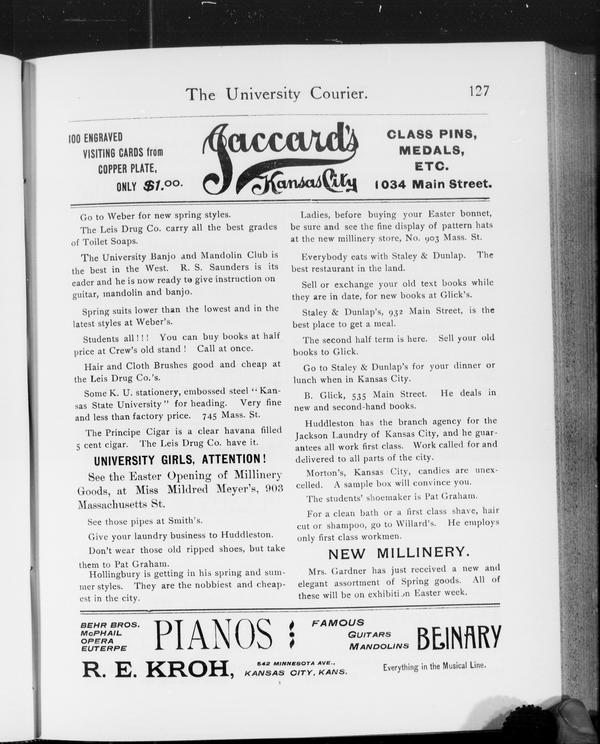 The University Courier. 127
100 ENGRAVED
VISITING CARDS from
COPPER PLATE,
ONLY $1.00.
Jaccard's
Kansas City
CLASS PINS,
MEDALS,
ETC.
1034 Main Street.
Go to Weber for new spring styles.
The Leis Drug Co. carry all the best grades
of Toilet Soaps.
The University Banjo and Mandolin Club is
the best in the West. R. S. Saunders is its
eader and he is now ready to give instruction on
guitar, mandolin and banjo.
Spring suits lower than the lowest and in the
latest styles at Weber's.
Students all!!! You can buy books at half
price at Crew's old stand! Call at once.
Hair and Cloth Brushes good and cheap at
the Leis Drug Co.'s.
Some K. U. stationery, embossed steel "Kan-
sas State University" for heading. Very fine
and less than factory price. 745 Mass. St.
The Principe Cigar is a clear havana filled
5 cent cigar. The Leis Drug Co. have it.
UNIVERSITY GIRLS, ATTENTION!
See the Easter Opening of Millinery
Goods, at Miss Mildred Meyer's, 903
Massachusetts St.
See those pipes at Smith's.
Give your laundry business to Huddleston.
Don't wear those old ripped shoes, but take
them to Pat Graham.
Hollingbury is getting in his spring and sum-
mer styles. They are the nobbiest and cheap-
est in the city.
Ladies, before buying your Easter bonnet,
be sure and see the fine display of pattern hats
at the new millinery store, No. 903 Mass. St.
Everybody eats with Staley & Dunlap. The
best restaurant in the land.
Sell or exchange your old text books while
they are in date, for new books at Glick's.
Staley & Dunlap's, 932 Main Street, is the
best place to get a meal.
The second half term is here. Sell your old
books to Glick.
Go to Staley & Dunlap's for your dinner or
lunch when in Kansas City.
B. Glick, 535 Main Street. He deals in
new and second-hand books.
Huddleston has the branch agency for the
Jackson Laundry of Kansas City, and he guar-
antees all work first class. Work called for and
delivered to all parts of the city.
Morton's, Kansas City, candies are unex-
celled. A sample box will convince you.
The students' shoemaker is Pat Graham.
For a clean bath or a first class shave, hair
cut or shampoo, go to Willard's. He employs
only first class workmen.
NEW MILLINERY.
Mrs. Gardner has just received a new and
elegant assortment of Spring goods. All of
these will be on exhibition Easter week.
BEHR BROS.
McPHAIL
OPERA
EUTERPE
PIANOS
FAMOUS
GUITARS
MANDOLINS
BEINARY
R. E. KROH,
542 MINNESOTA AVE.,
KANSAS CITY, KANS.
Everything in the Musical Line.